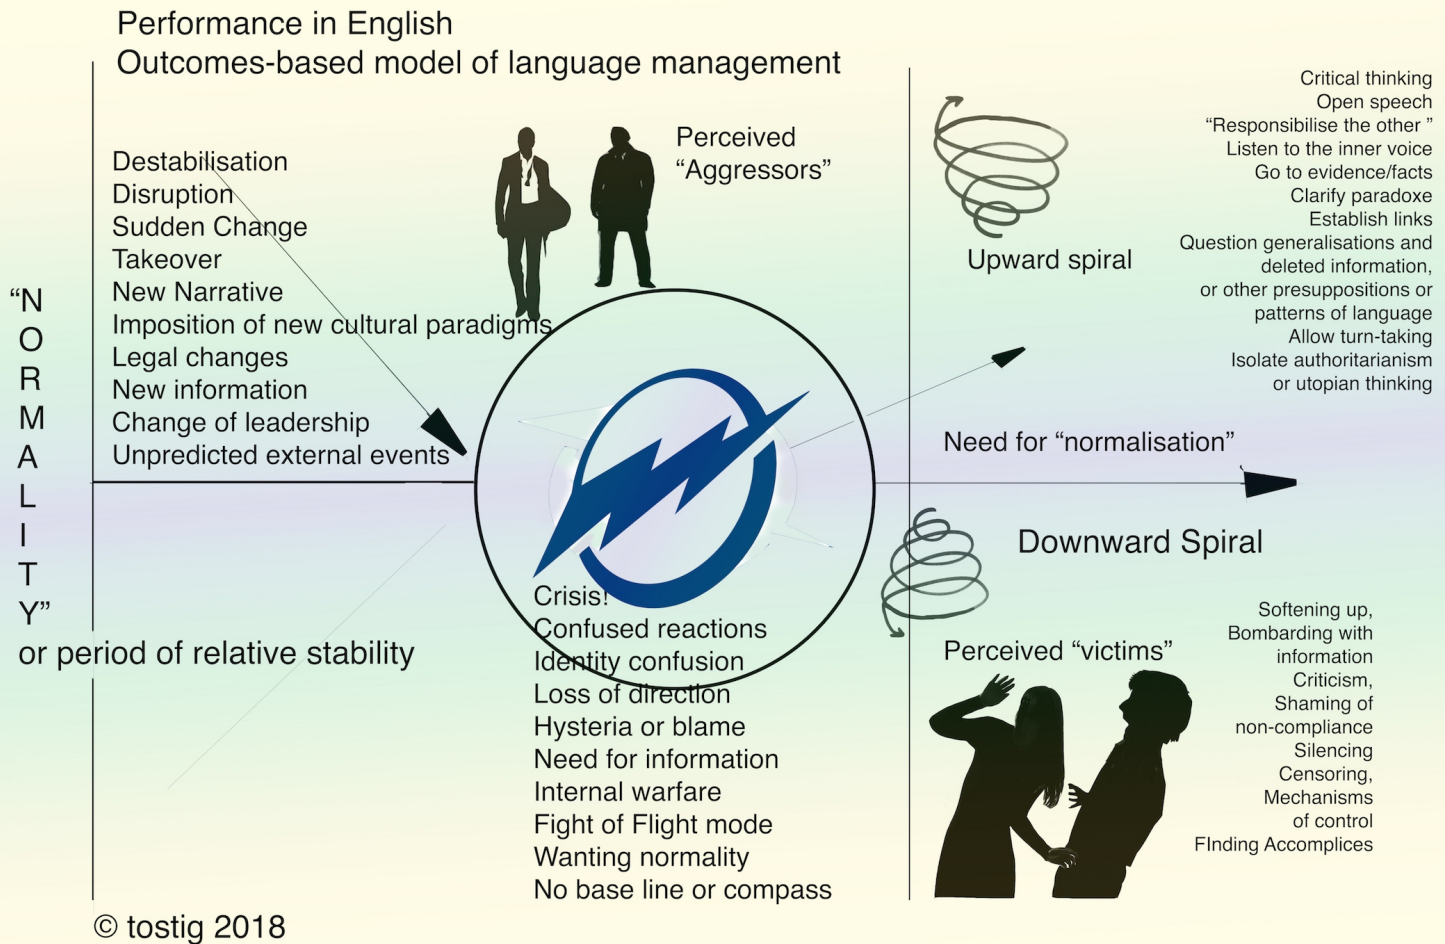 Performance in English
Outcomes-based model of language management
“NORMALITY”
or period of relative stability
Destabilisation
Disruption
Sudden Change
Takeover
New Narrative
Imposition of new cultural paradigms
Legal changes
New information
Change of leadership
Unpredicted external events
Perceived
“Aggressors”
Crisis!
Confused reactions
Identity confusion
Loss of direction
Hysteria or blame
Need for information
Internal warfare
Fight of Flight mode
Wanting normality
No base line or compass
Upward spiral
Critical thinking
Open speech
“Responsibilise the other ”
Listen to the inner voice
Go to evidence/facts
Clarify paradoxe
Establish links
Question generalisations and
deleted information,
or other presuppositions or
patterns of language
Allow turn-taking
Isolate authoritarianism
or utopian thinking
Need for “normalisation”
Downward Spiral
Perceived “victims”
Softening up,
Bombarding with
information
Criticism,
Shaming of
non-compliance
Silencing
Censoring,
Mechanisms
of control
FInding Accomplices
© tostig 2018